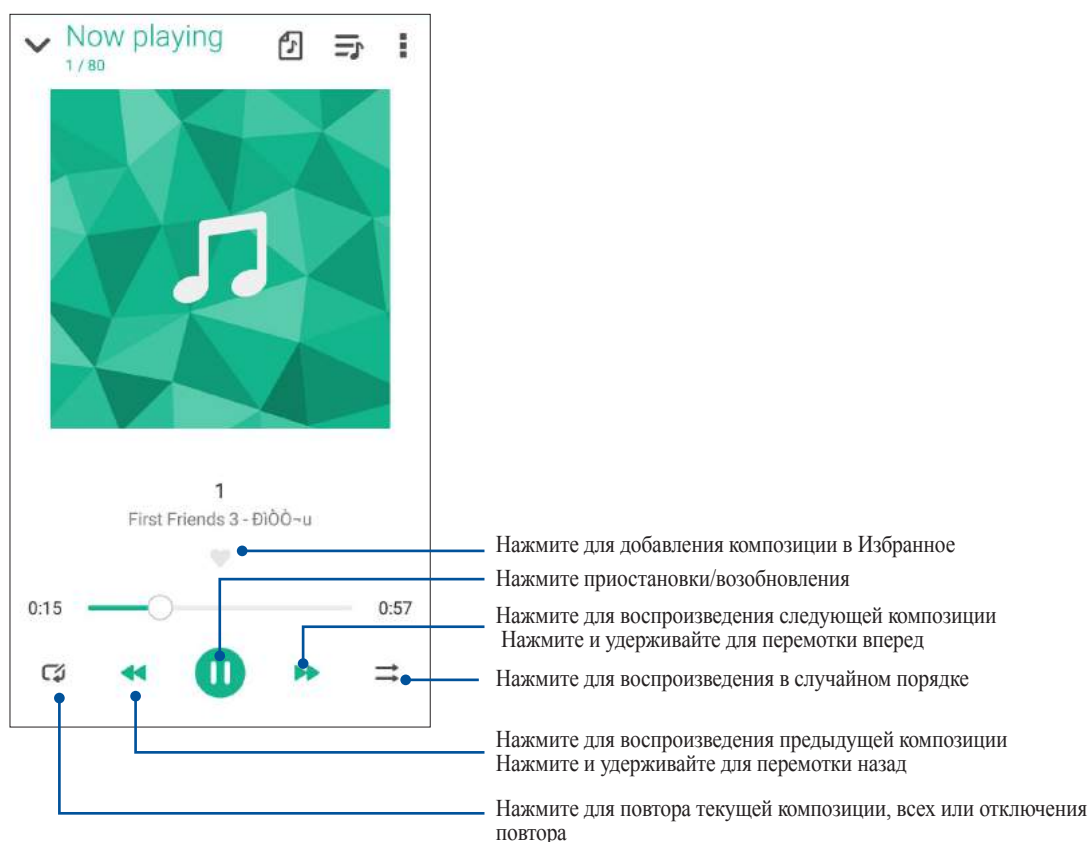 Now playing
1 / 80
1
First Friends 3 - ÐìÒÒ¬u
Нажмите для добавления композиции в Избранное
Нажмите приостановки/возобновления
0:15
0:57
Нажмите для воспроизведения следующей композиции
Нажмите и удерживайте для перемотки вперед
Нажмите для воспроизведения в случайном порядке
Нажмите для воспроизведения предыдущей композиции
Нажмите и удерживайте для перемотки назад
Нажмите для повтора текущей композиции, всех или отключения
повтора